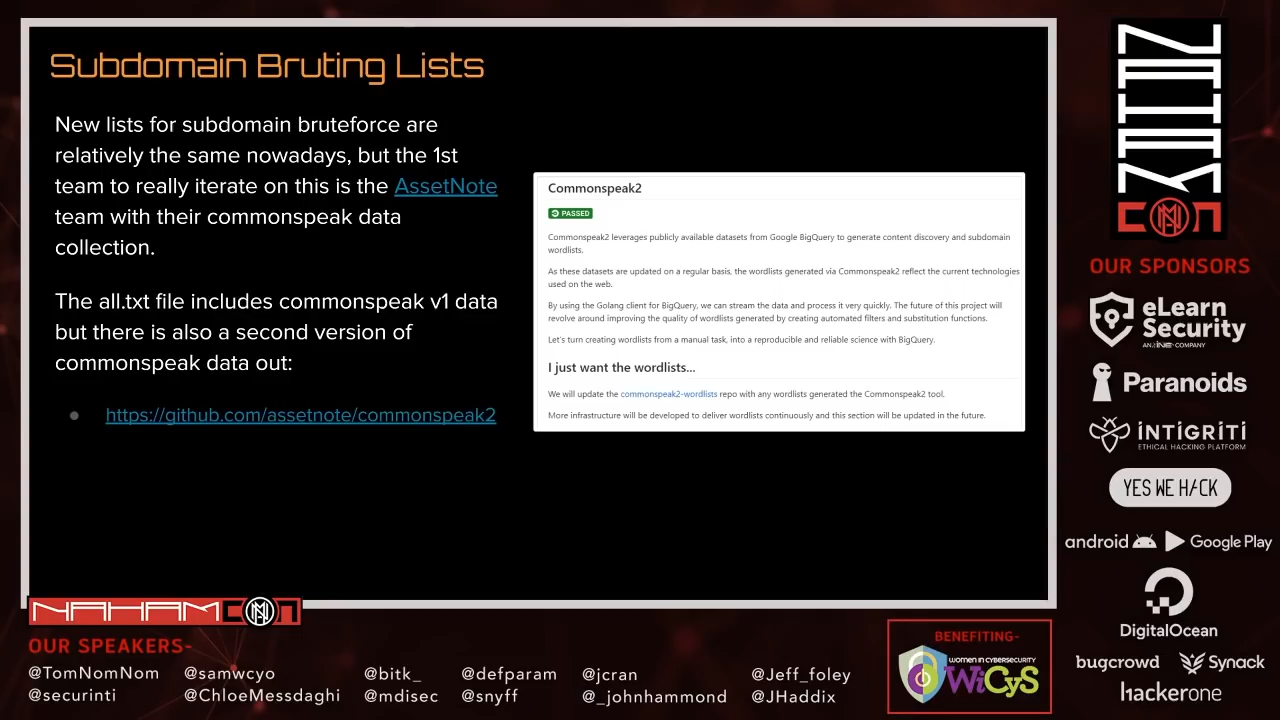 Subdomain Bruting Lists
New lists for subdomain bruteforce are
relatively the same nowadays, but the 1st
team to really iterate on this is the AssetNote
team with their commonspeak data
collection.
The all.txt file includes commonspeak v1 data
but there is also a second version of
commonspeak data out:
https://github.com/assetnote/commonspeak2
Commonspeak2
PASSED
Commonspeak2 leverages publicly available datasets from Google BigQuery to generate content discovery and subdomain
wordlists.
As these datasets are updated on a regular basis, the wordlists generated via Commonspeak2 reflect the current technologies
used on the web.
By using the Golang client for BigQuery, we can stream the data and process it very quickly. The future of this project will
revolve around improving the quality of wordlists generated by creating automated filters and substitution functions.
Let's turn creating wordlists from a manual task, into a reproducible and reliable science with BigQuery.
I just want the wordlists...
We will update the commonspeak2-wordlists repo with any wordlists generated the Commonspeak2 tool.
More infrastructure will be developed to deliver wordlists continuously and this section will be updated in the future.
NAHAM
CON
OUR SPONSORS
eLearn
Security
AN INE COMPANY
Paranoids
INTIGRITI
ETHICAL HACKING PLATFORM
YES WE H/CK
android Google Play
DigitalOcean
bugcrowd Synack
hackerone
NAHAMCON
OUR SPEAKERS-
@TomNomNom @samwcyo @bitk_ @defparam @jcran @Jeff_foley
@securinti @ChloeMessdaghi @mdisec @snyff @_johnhammond @JHaddix
BENEFITING-
WOMEN IN CYBERSECURITY
WiCyS